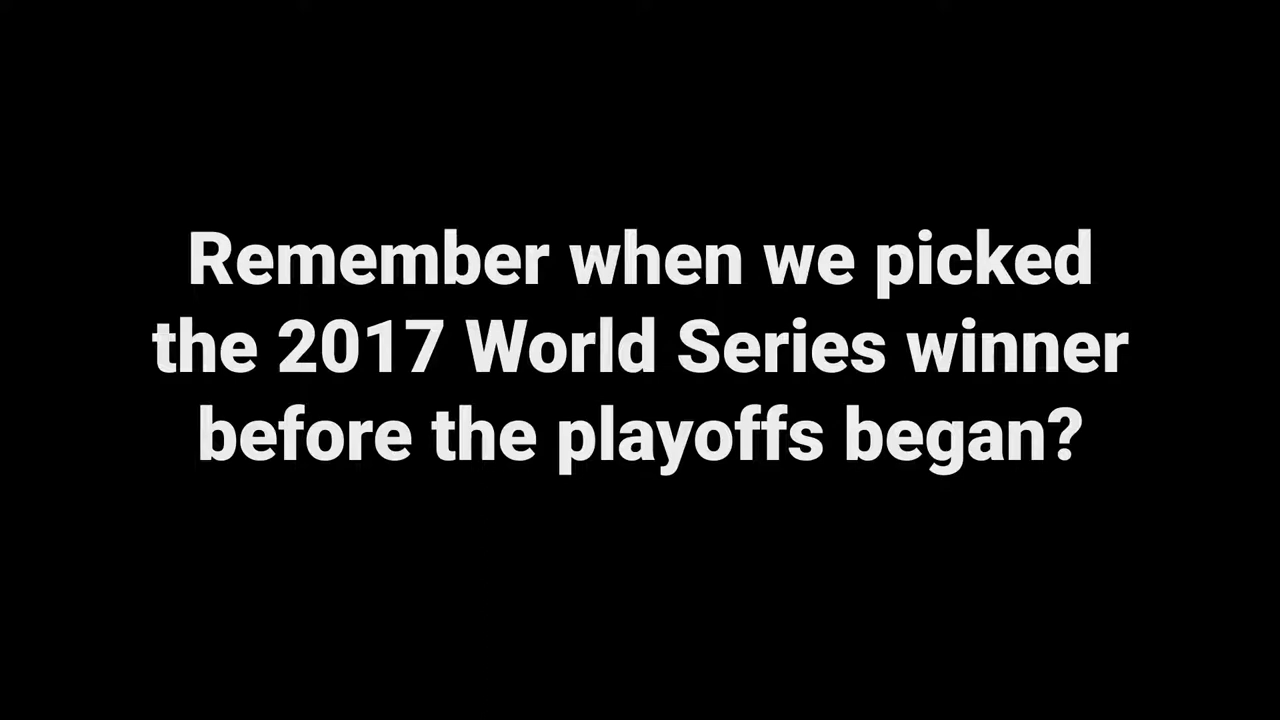 Remember when we picked
the 2017 World Series winner
before the playoffs began?